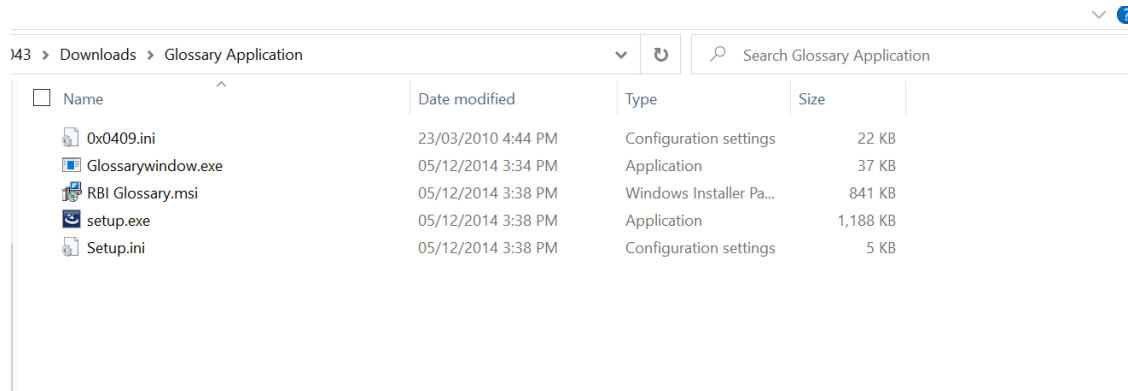 043 > Downloads > Glossary Application Search Glossary Application
Name Date modified Type Size
0x0409.ini 23/03/2010 4:44 PM Configuration settings 22 KB
Glossarywindow.exe 05/12/2014 3:34 PM Application 37 KB
RBI Glossary.msi 05/12/2014 3:38 PM Windows Installer Pa... 841 KB
setup.exe 05/12/2014 3:38 PM Application 1,188 KB
Setup.ini 05/12/2014 3:38 PM Configuration settings 5 KB